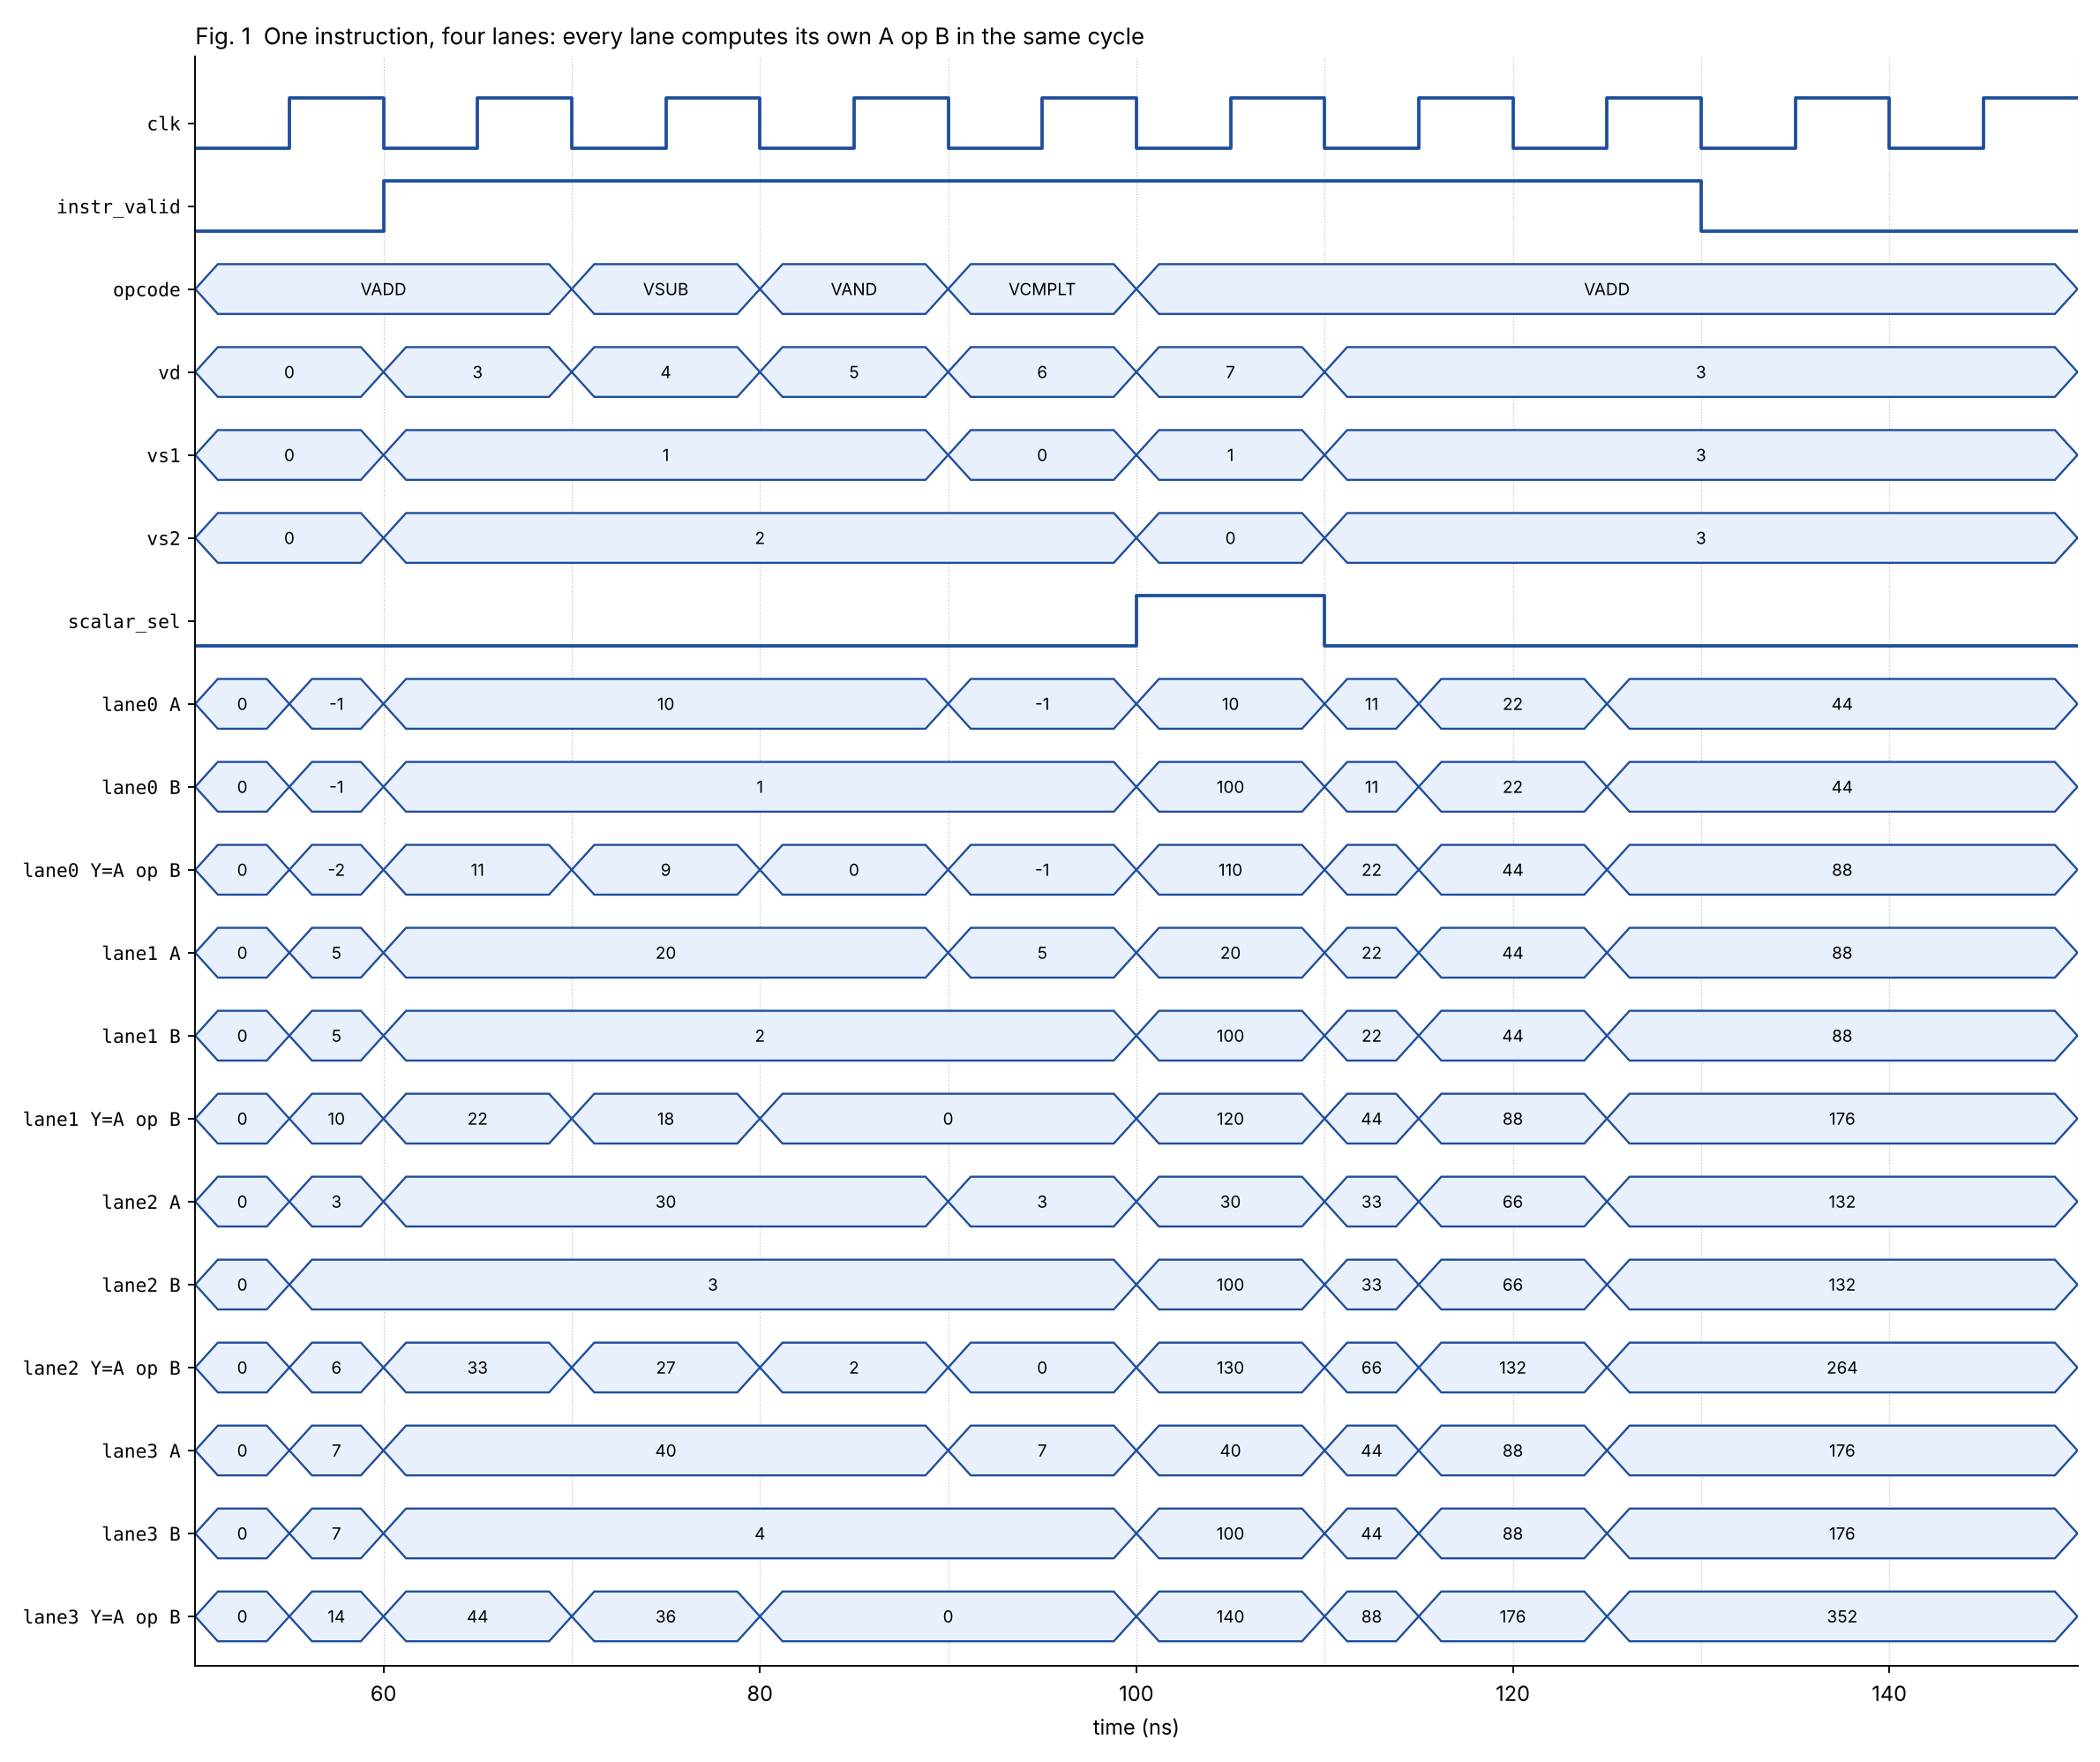 Fig. 1 One instruction, four lanes: every lane computes its own A op B in the same cycle
clk
instr_valid
opcode VADD VSUB VAND VCMPLT VADD
vd 0 3 4 5 6 7 3
vs1 0 1 0 1 3
vs2 0 2 0 3
scalar_sel
lane0 A 0 -1 10 -1 10 11 22 44
lane0 B 0 -1 1 100 11 22 44
lane0 Y=A op B 0 -2 11 9 0 -1 110 22 44 88
lane1 A 0 5 20 5 20 22 44 88
lane1 B 0 5 2 100 22 44 88
lane1 Y=A op B 0 10 22 18 0 120 44 88 176
lane2 A 0 3 30 3 30 33 66 132
lane2 B 0 3 100 33 66 132
lane2 Y=A op B 0 6 33 27 2 0 130 66 132 264
lane3 A 0 7 40 7 40 44 88 176
lane3 B 0 7 4 100 44 88 176
lane3 Y=A op B 0 14 44 36 0 140 88 176 352
60 80 100 120 140
time (ns)